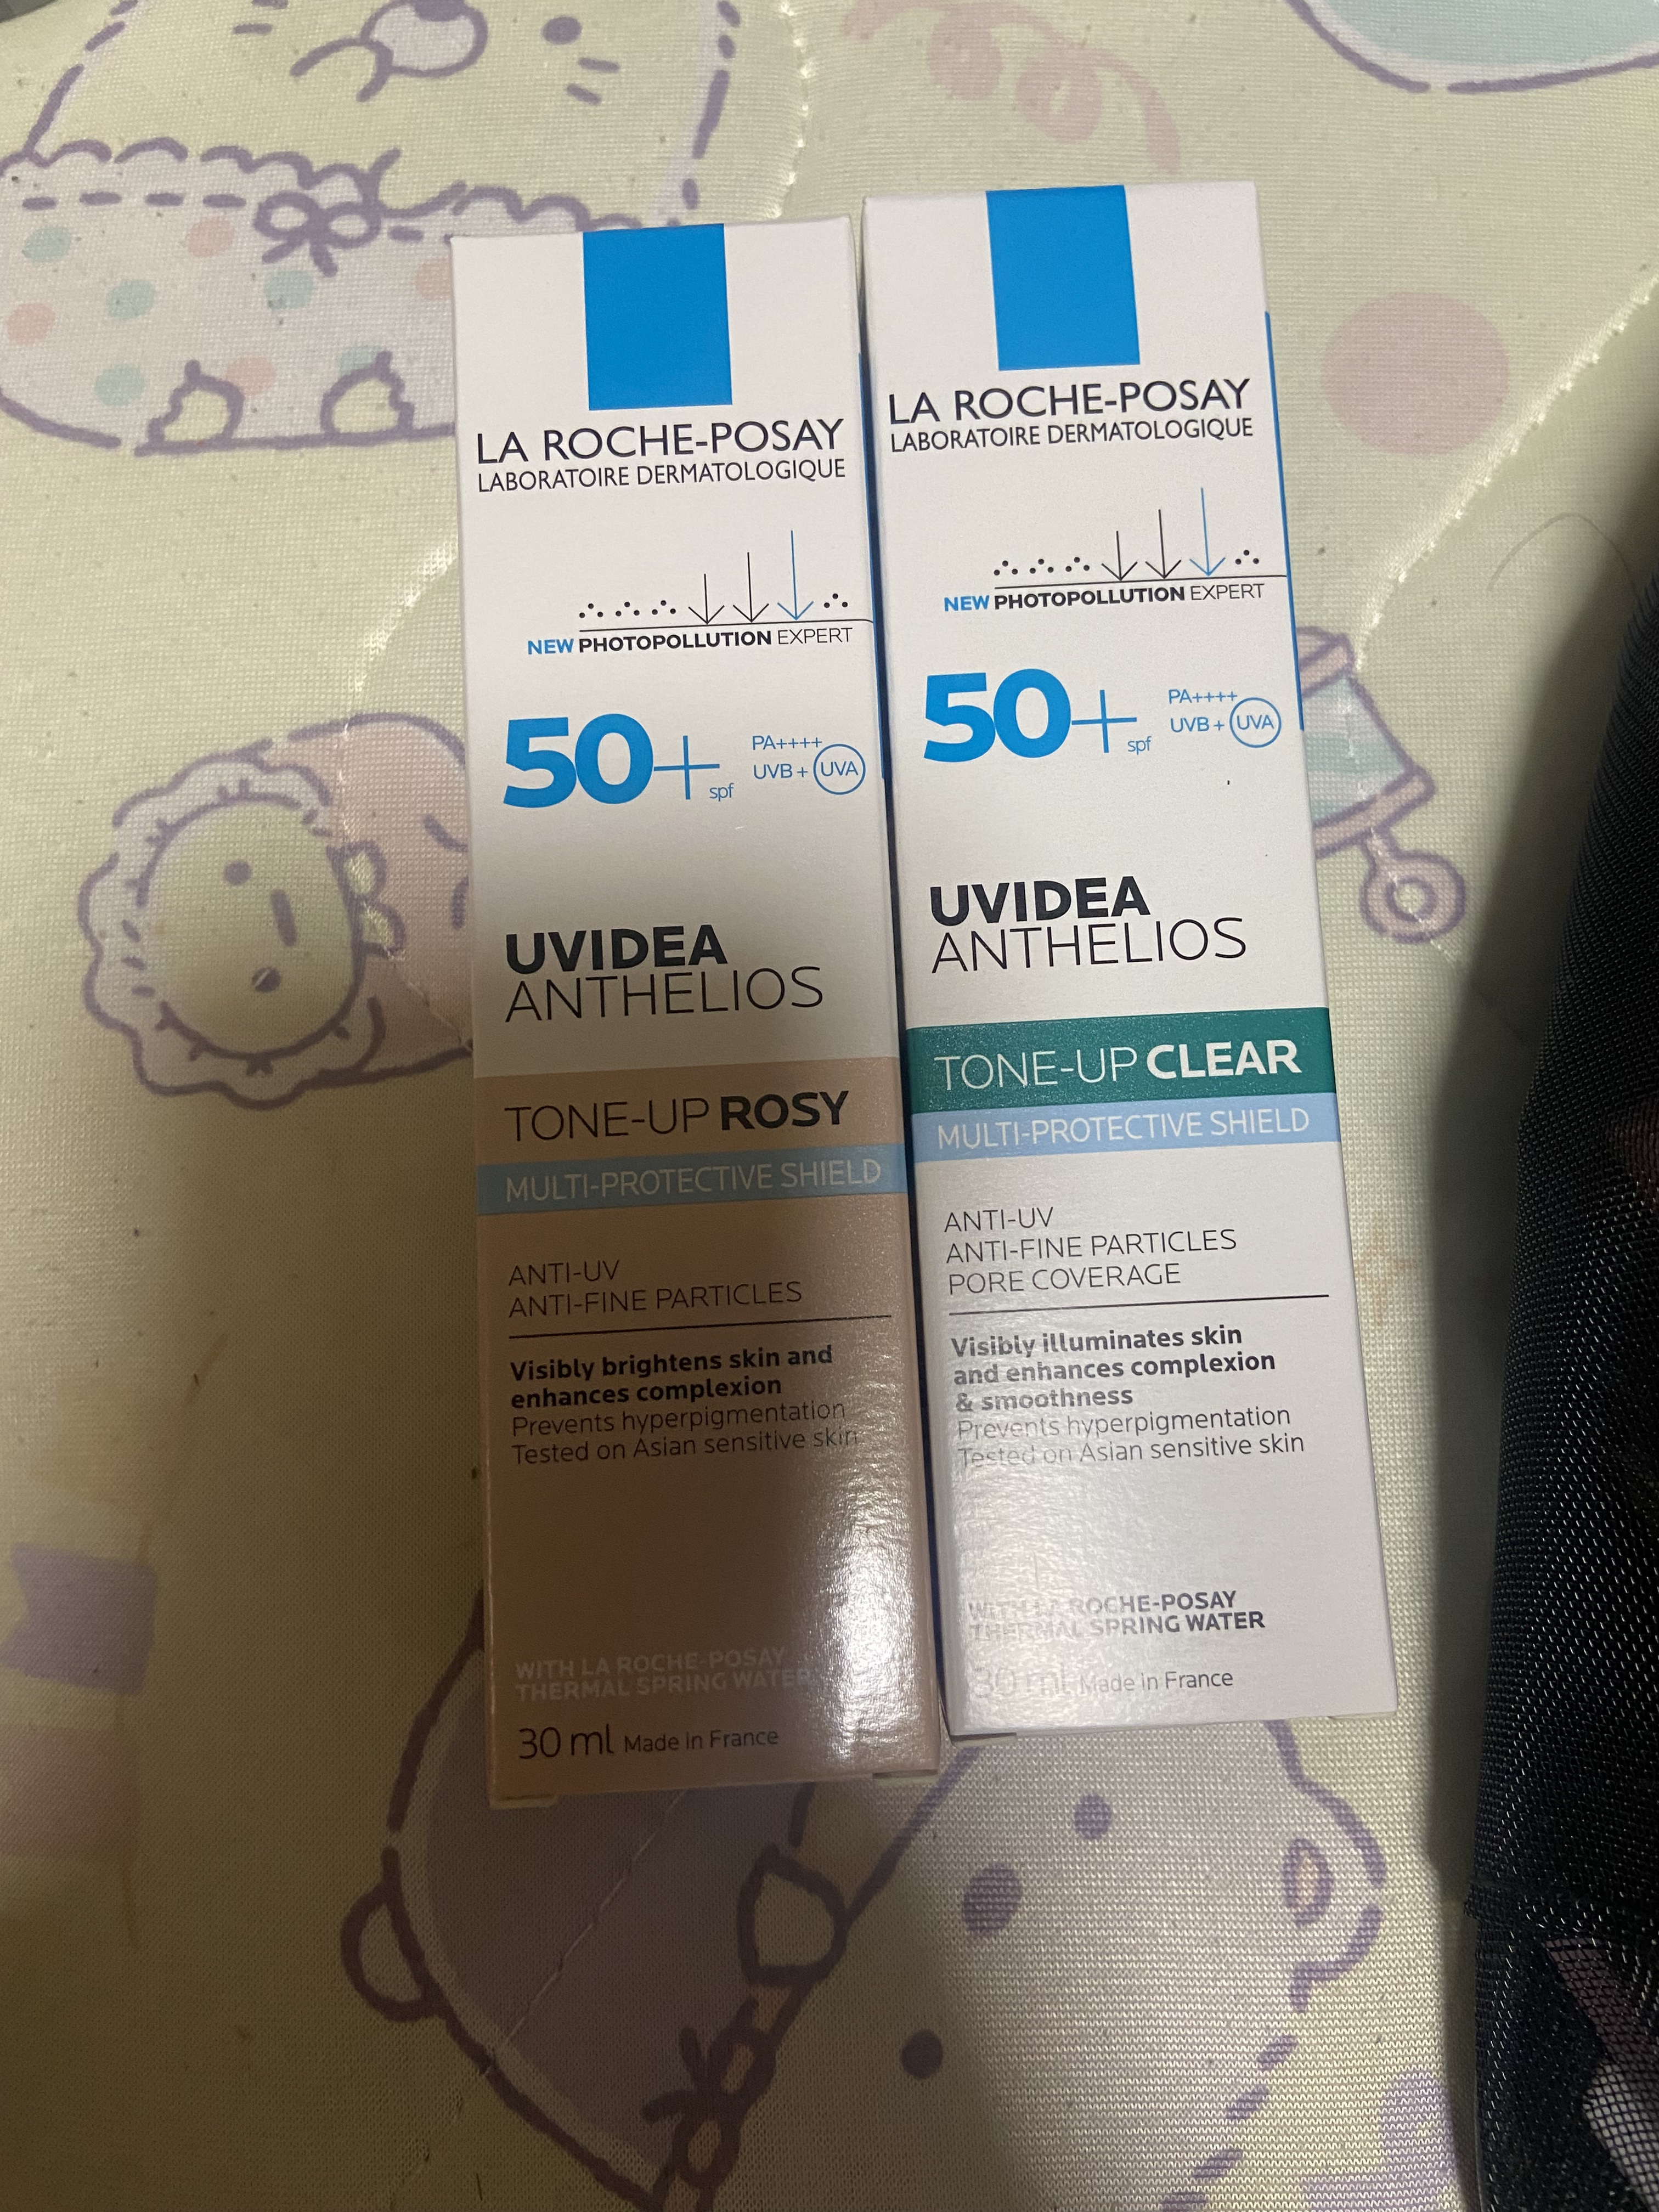 LA ROCHE-POSAY
LABORATOIRE DERMATOLOGIQUE
NEW PHOTOPOLLUTION EXPERT
50+ spf
PA++++
UVB + UVA
UVIDEA
ANTHELIOS
TONE-UP ROSY
MULTI-PROTECTIVE SHIELD
ANTI-UV
ANTI-FINE PARTICLES
Visibly brightens skin and
enhances complexion
Prevents hyperpigmentation
Tested on Asian sensitive skin
WITH LA ROCHE-POSAY
THERMAL SPRING WATER
30 ml Made in France
LA ROCHE-POSAY
LABORATOIRE DERMATOLOGIQUE
NEW PHOTOPOLLUTION EXPERT
50+ spf
PA++++
UVB + UVA
UVIDEA
ANTHELIOS
TONE-UP CLEAR
MULTI-PROTECTIVE SHIELD
ANTI-UV
ANTI-FINE PARTICLES
PORE COVERAGE
Visibly illuminates skin
and enhances complexion
& smoothness
Prevents hyperpigmentation
Tested on Asian sensitive skin
WITH LA ROCHE-POSAY
THERMAL SPRING WATER
30 ml Made in France